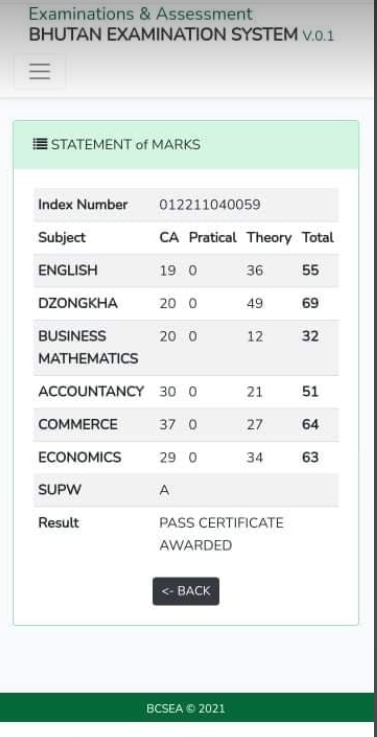 Examinations & Assessment
BHUTAN EXAMINATION SYSTEM V.0.1
STATEMENT of MARKS
Index Number 012211040059
Subject CA Pratical Theory Total
ENGLISH 19 0 36 55
DZONGKHA 20 0 49 69
BUSINESS 20 0 12 32
MATHEMATICS
ACCOUNTANCY 30 0 21 51
COMMERCE 37 0 27 64
ECONOMICS 29 0 34 63
SUPW A
Result PASS CERTIFICATE
AWARDED
<- BACK
BCSEA © 2021